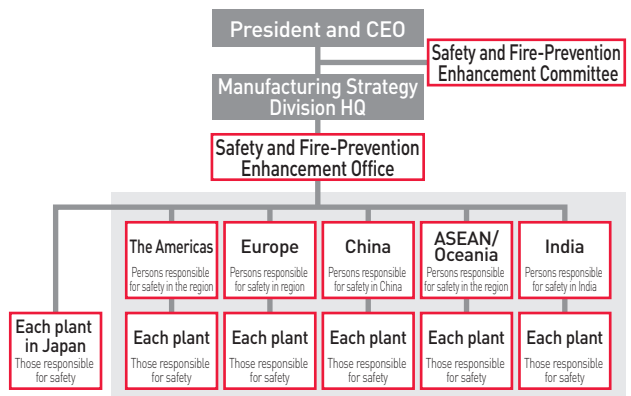 President and CEO
Safety and Fire-Prevention
Enhancement Committee
Manufacturing Strategy
Division HQ
Safety and Fire-Prevention
Enhancement Office
The Americas
Persons responsible
for safety in the region
Europe
Persons responsible
for safety in region
China
Persons responsible
for safety in China
ASEAN/
Oceania
Persons responsible
for safety in the region
India
Persons responsible
for safety in India
Each plant
in Japan
Those responsible
for safety
Each plant
Those responsible
for safety
Each plant
Those responsible
for safety
Each plant
Those responsible
for safety
Each plant
Those responsible
for safety
Each plant
Those responsible
for safety